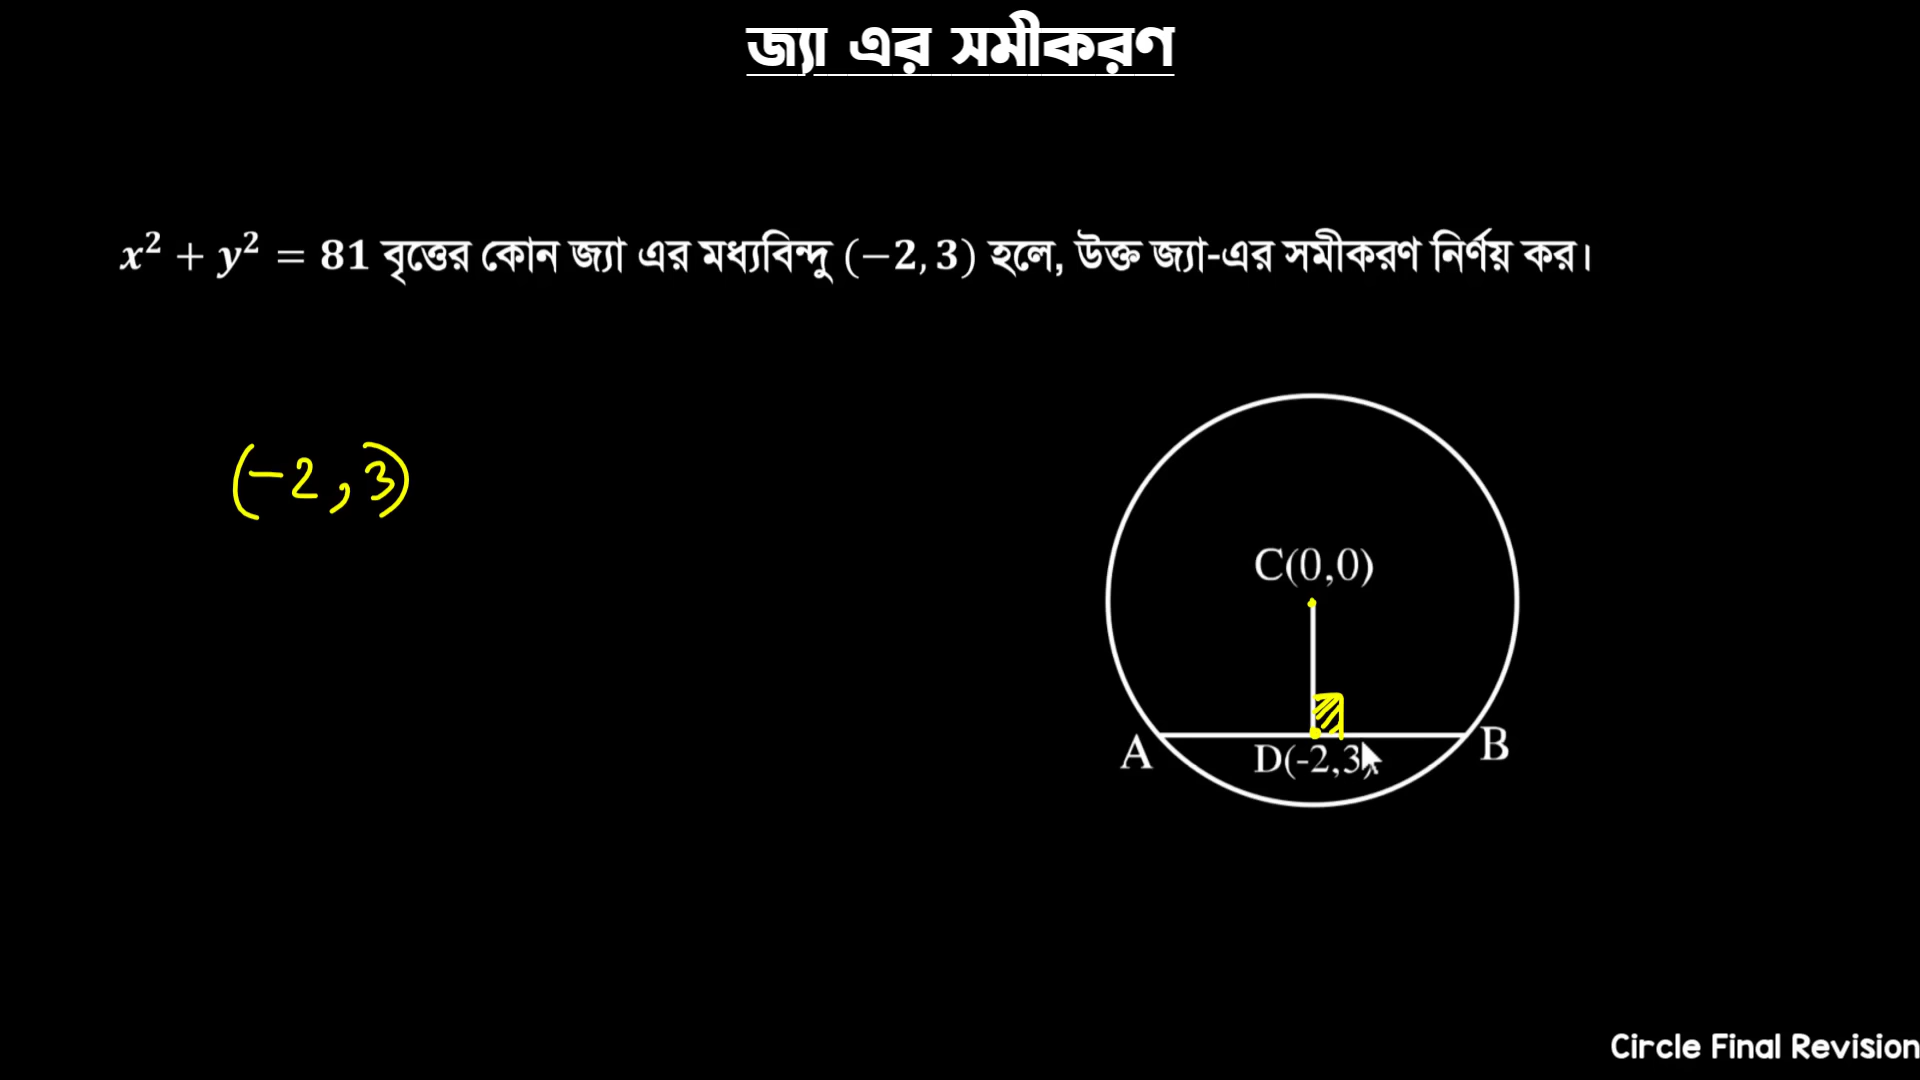 জ্যা এর সমীকরণ
x² + y² = 81 বৃত্তের কোন জ্যা এর মধ্যবিন্দু (−2, 3) হলে, উক্ত জ্যা-এর সমীকরণ নির্ণয় কর।
(-2, 3)
C(0,0)
A
D(-2,3)
B
Circle Final Revision